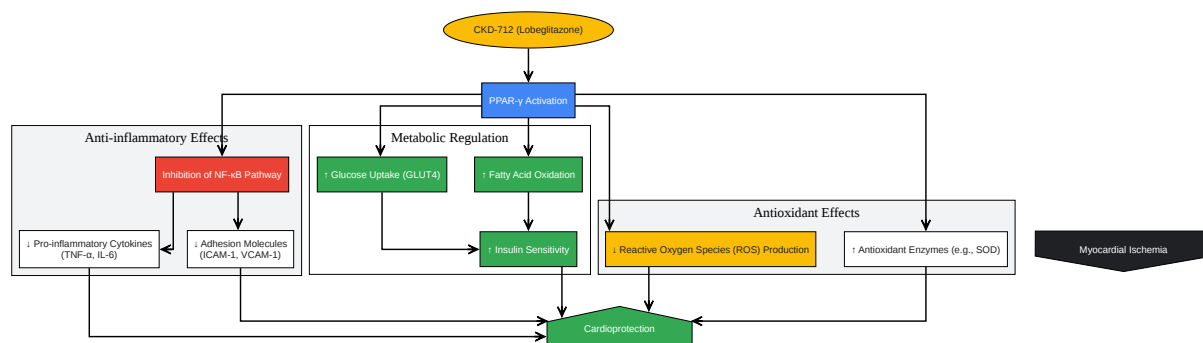 CKD-712 (Lobeglitazone)
PPAR-γ Activation
Anti-inflammatory Effects
Metabolic Regulation
Inhibition of NF-κB Pathway
↑ Glucose Uptake (GLUT4)
↑ Fatty Acid Oxidation
Antioxidant Effects
↓ Pro-inflammatory Cytokines
(TNF-α, IL-6)
↓ Adhesion Molecules
(ICAM-1, VCAM-1)
↑ Insulin Sensitivity
↓ Reactive Oxygen Species (ROS) Production
↑ Antioxidant Enzymes (e.g., SOD)
Myocardial Ischemia
Cardioprotection